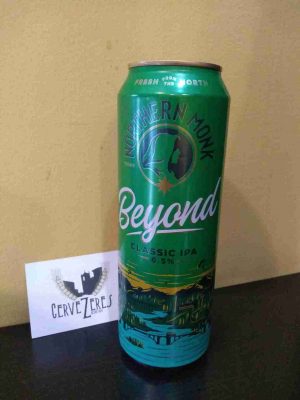 FRESH FROM THE NORTH
NORTHERN MONK
Beyond
CLASSIC IPA
0.5%
CERVEZERES